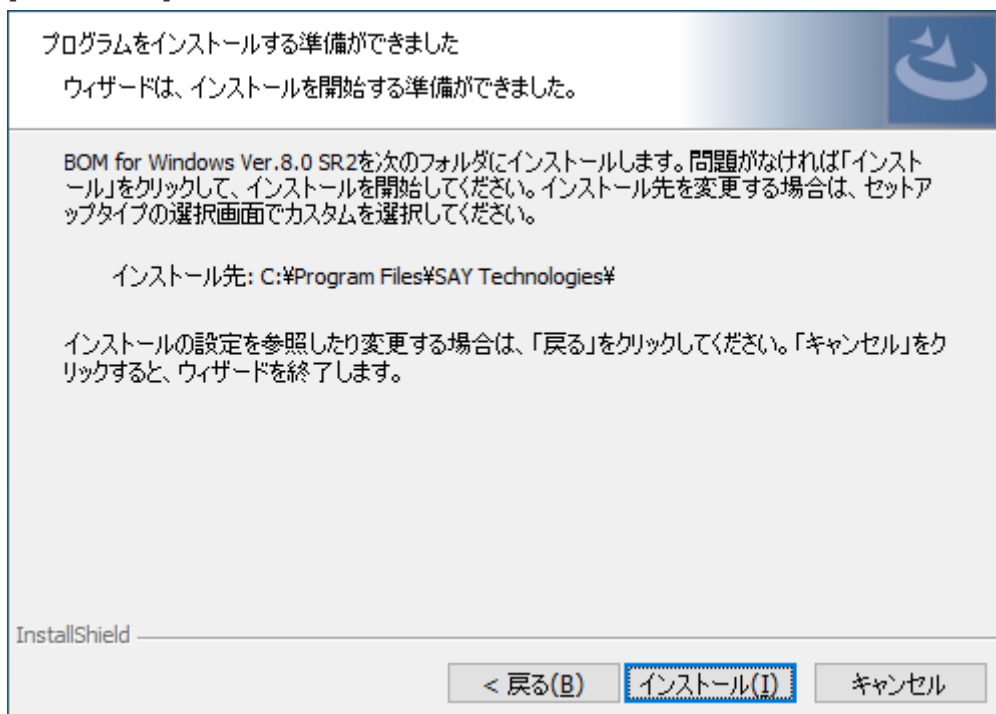 プログラムをインストールする準備ができました
ウィザードは、インストールを開始する準備ができました。
BOM for Windows Ver.8.0 SR2を次のフォルダにインストールします。問題がなければ「インスト
ール」をクリックして、インストールを開始してください。インストール先を変更する場合は、セットア
ップタイプの選択画面でカスタムを選択してください。
インストール先: C:¥Program Files¥SAY Technologies¥
インストールの設定を参照したり変更する場合は、「戻る」をクリックしてください。「キャンセル」をク
リックすると、ウィザードを終了します。
InstallShield
< 戻る(B) インストール(I) キャンセル